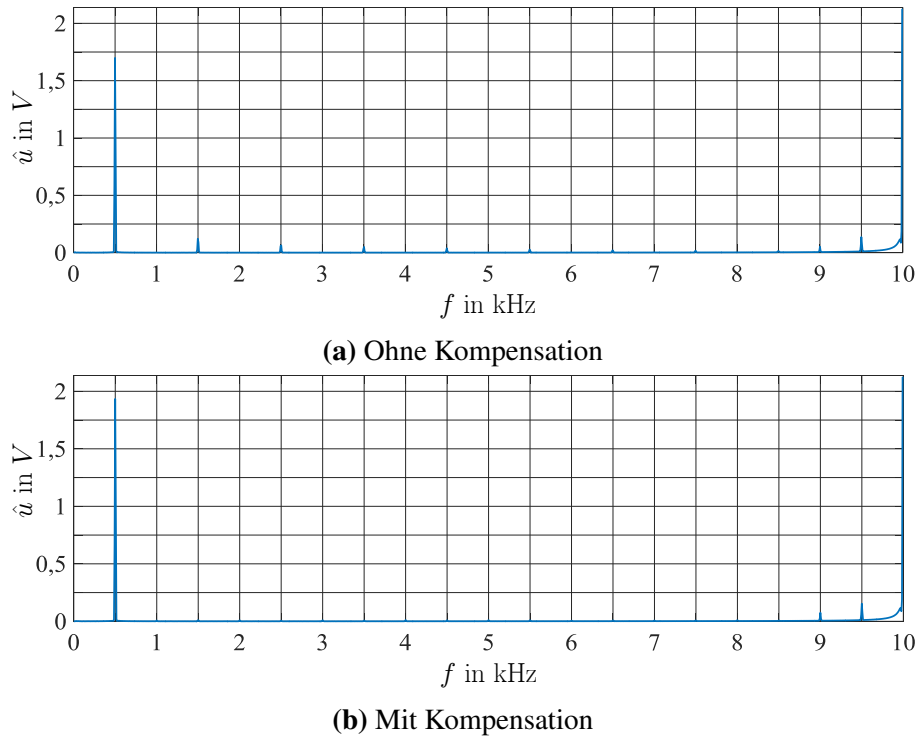 2
1,5
1
0,5
0
û in V
0 1 2 3 4 5 6 7 8 9 10
f in kHz
(a) Ohne Kompensation
2
1,5
1
0,5
0
û in V
0 1 2 3 4 5 6 7 8 9 10
f in kHz
(b) Mit Kompensation